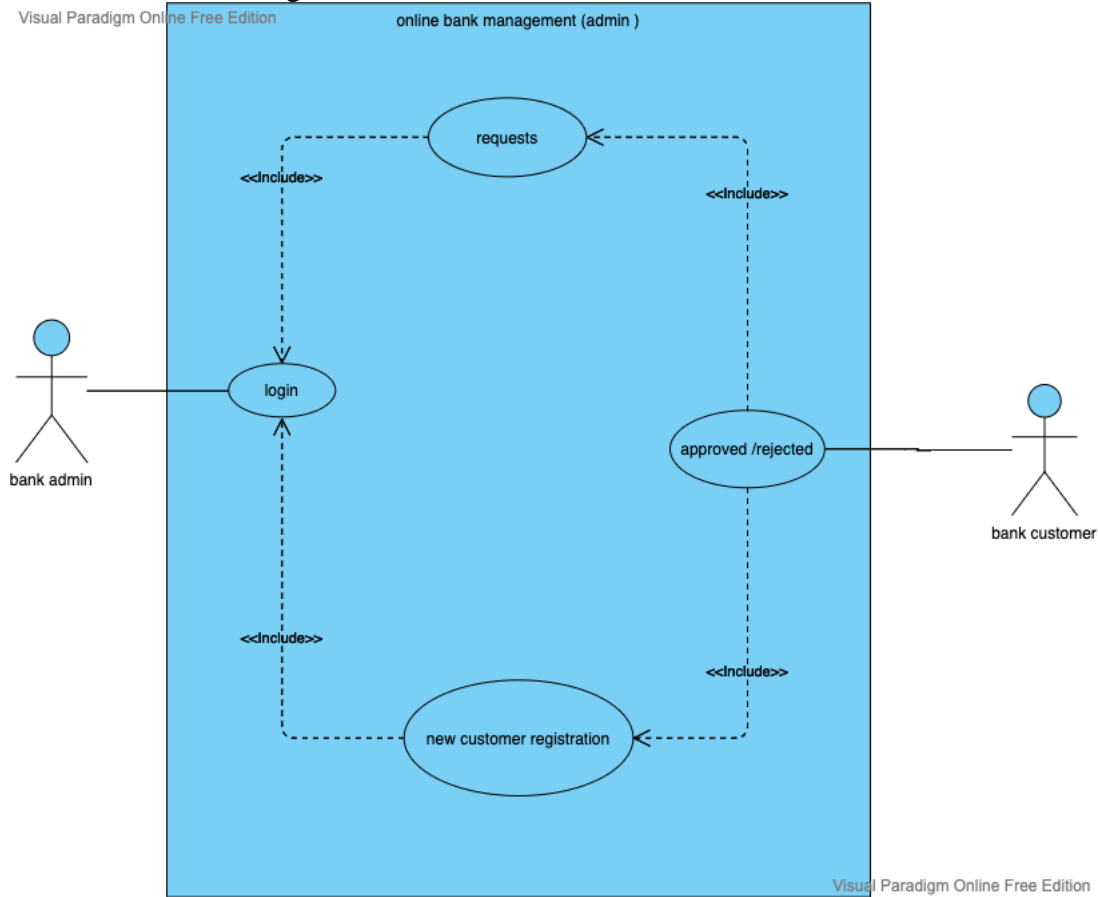 Visual Paradigm Online Free Edition
online bank management (admin )
requests
<<Include>>
<<Include>>
login
approved /rejected
bank admin
bank customer
<<Include>>
<<Include>>
new customer registration
Visual Paradigm Online Free Edition